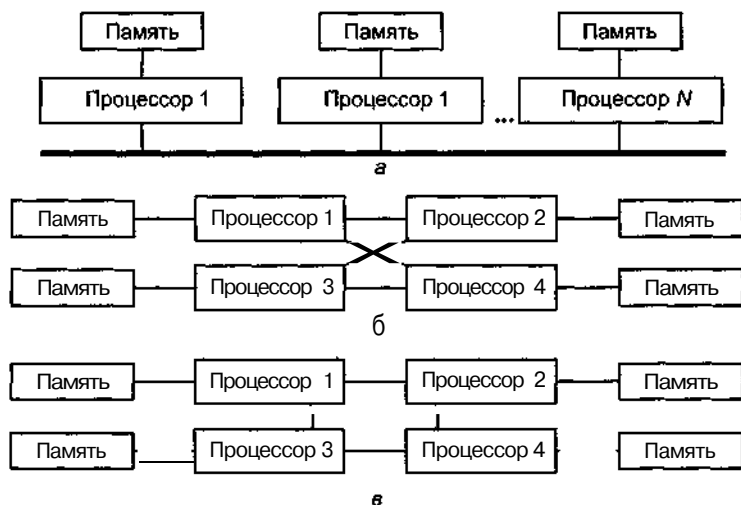 Память Память Память
Процессор 1 Процессор 1 ... Процессор N
а
Память Процессор 1 Процессор 2 Память
Память Процессор 3 Процессор 4 Память
б
Память Процессор 1 Процессор 2 Память
Память Процессор 3 Процессор 4 Память
в